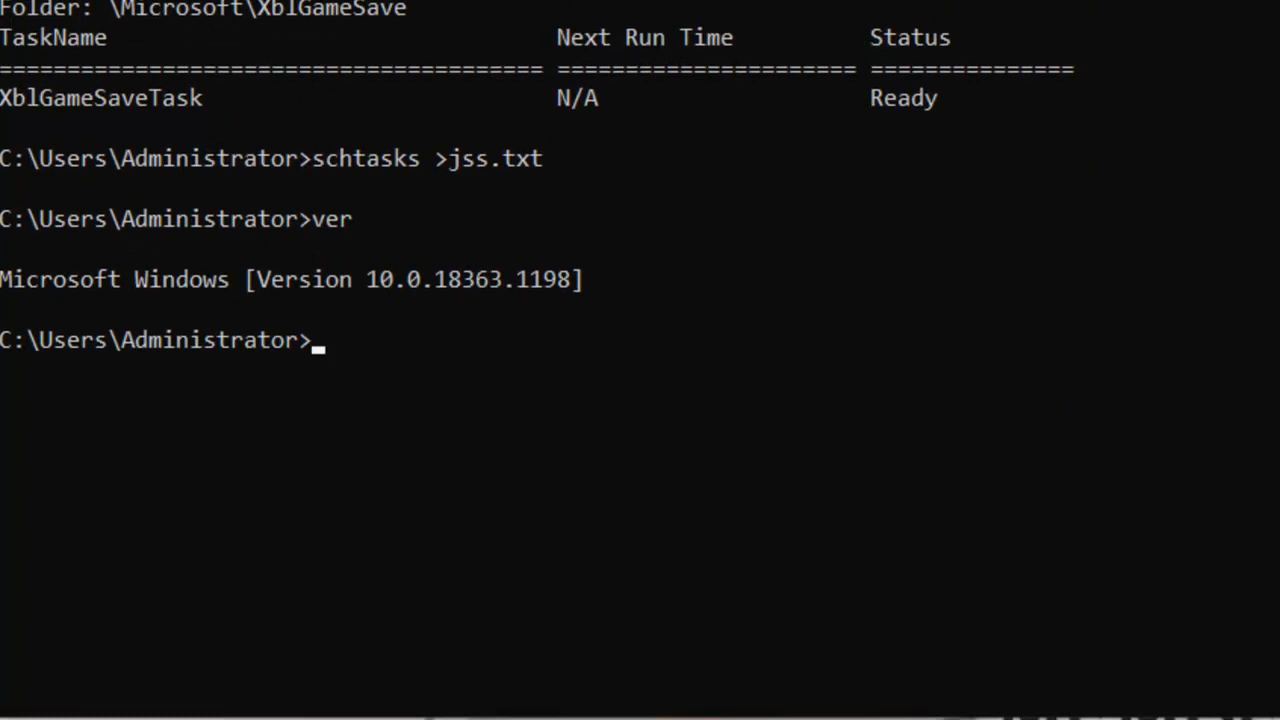 Folder: \Microsoft\XblGameSave
TaskName Next Run Time Status
======================================== ====================== ===============
XblGameSaveTask N/A Ready
C:\Users\Administrator>schtasks >jss.txt
C:\Users\Administrator>ver
Microsoft Windows [Version 10.0.18363.1198]
C:\Users\Administrator>